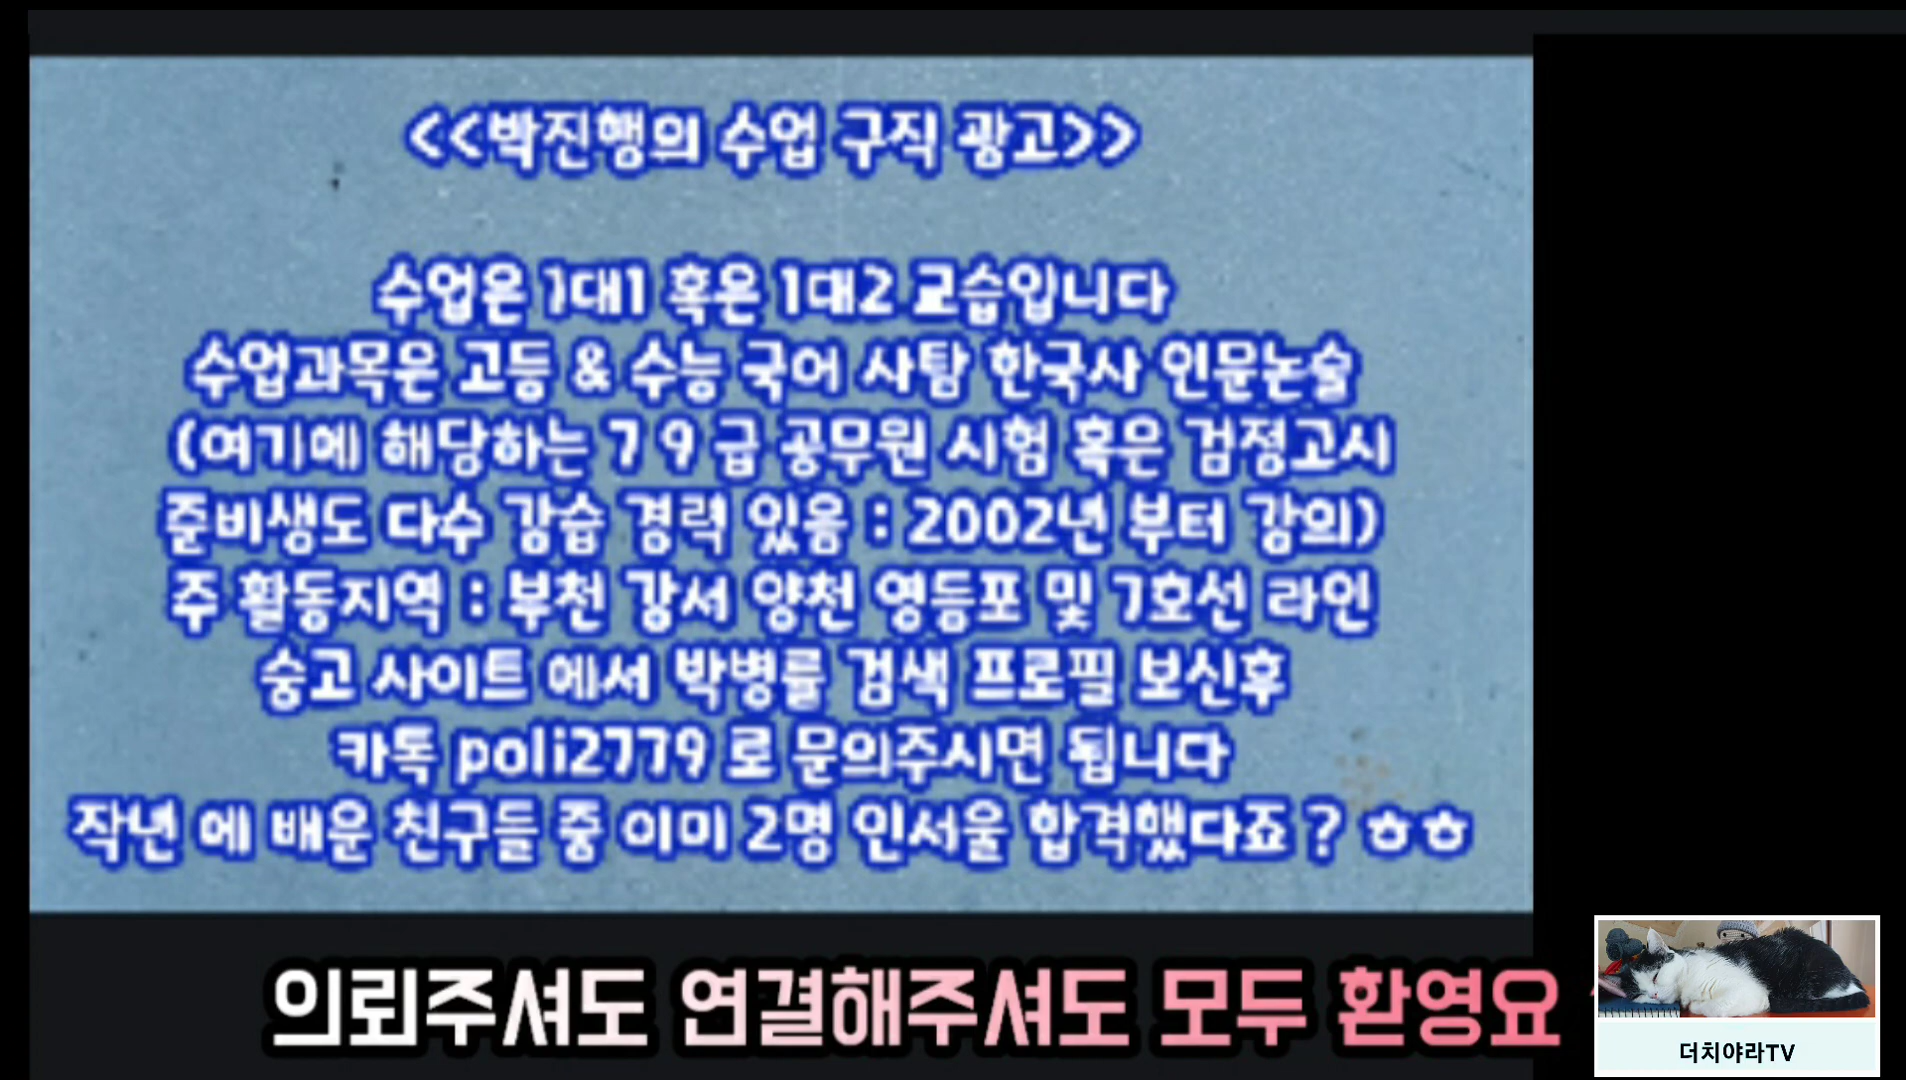 <<박진행의 수업 구직 광고>>
수업은 1대1 혹은 1대2 교습입니다
수업과목은 고등 & 수능 국어 사탐 한국사 인문논술
(여기에 해당하는 7 9 급 공무원 시험 혹은 검정고시
준비생도 다수 강습 경력 있음 : 2002년 부터 강의)
주 활동지역 : 부천 강서 양천 영등포 및 7호선 라인
숭고 사이트 에서 박병률 검색 프로필 보신후
카톡 poli2779 로 문의주시면 됩니다
작년 에 배운 친구들 중 이미 2명 인서울 합격했다죠 ? ㅎㅎ
의뢰주셔도 연결해주셔도 모두 환영요
더치야라TV